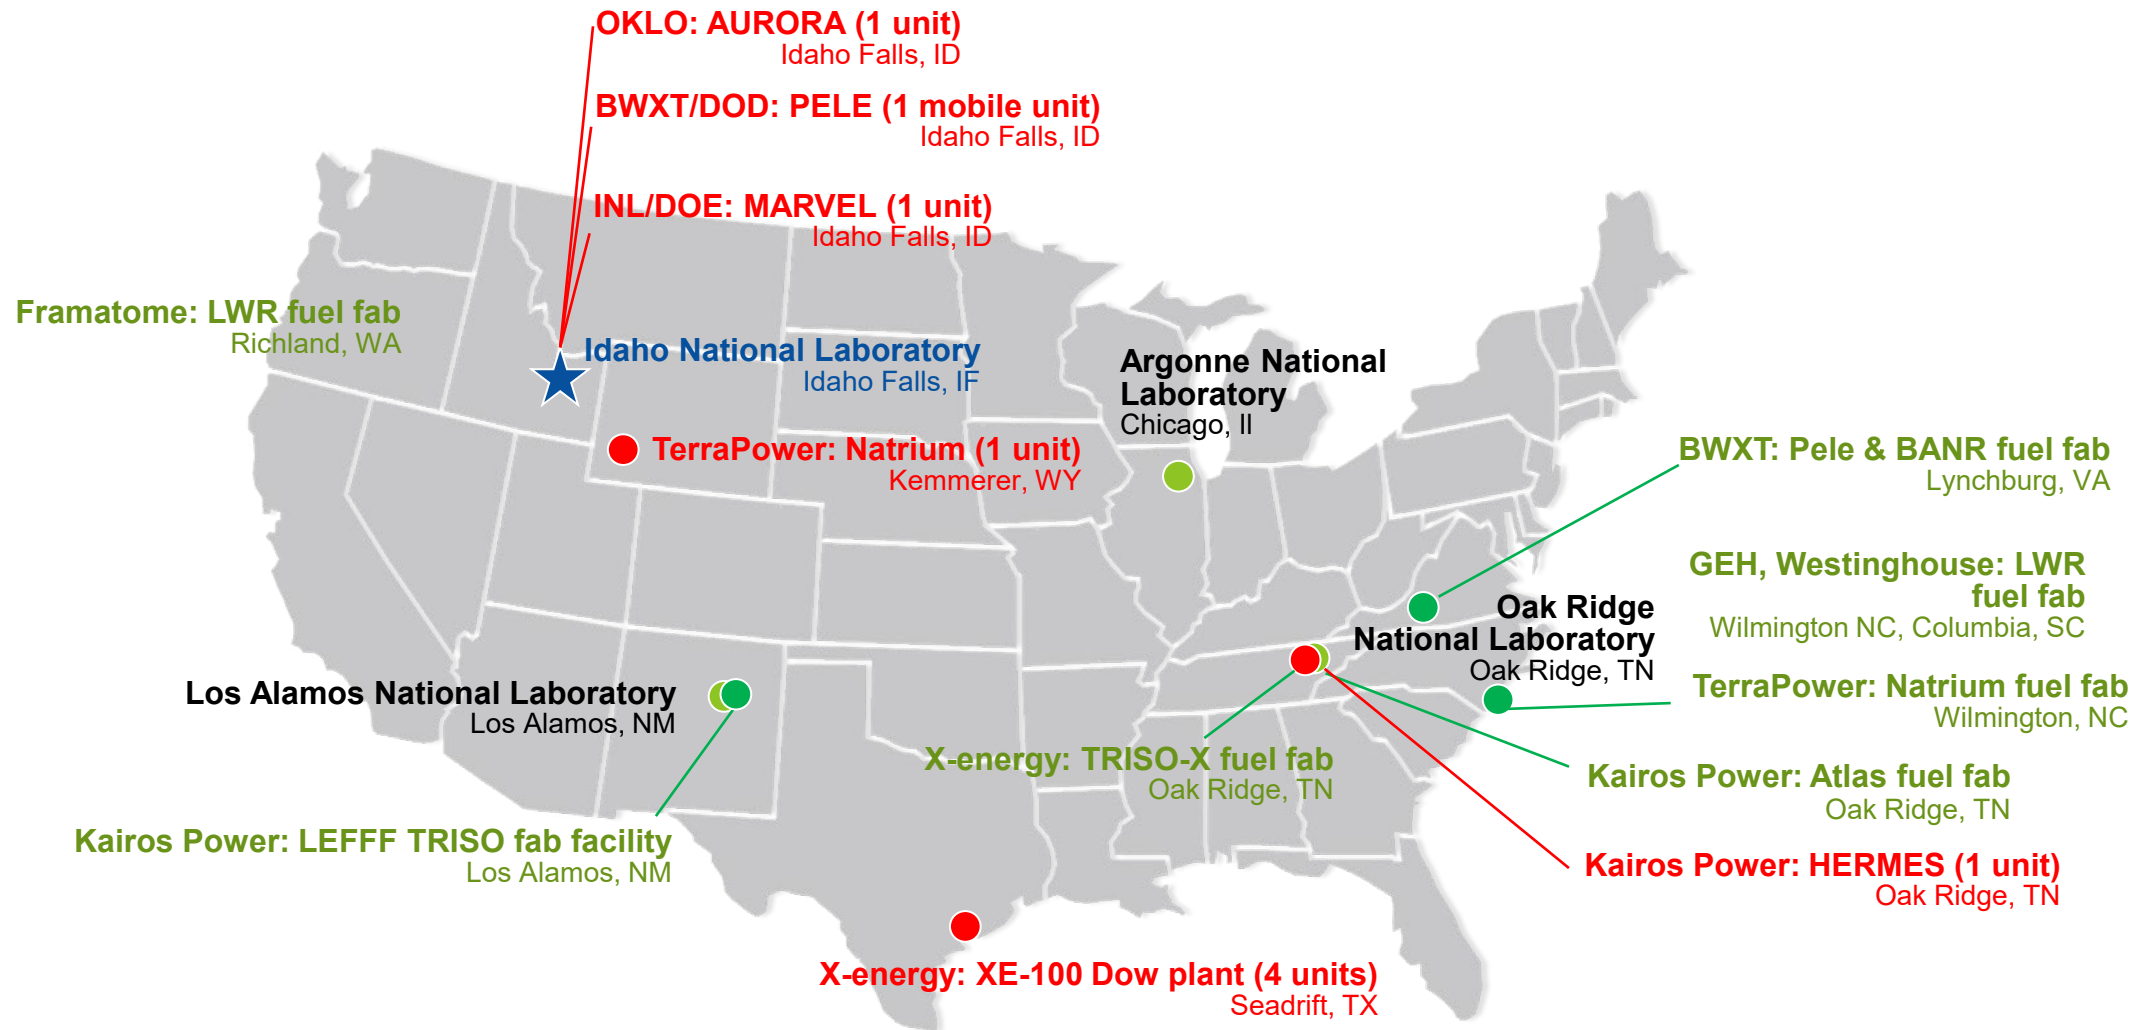 OKLO: AURORA (1 unit)
Idaho Falls, ID
BWXT/DOD: PELE (1 mobile unit)
Idaho Falls, ID
INL/DOE: MARVEL (1 unit)
Idaho Falls, ID
Framatome: LWR fuel fab
Richland, WA
Idaho National Laboratory
Idaho Falls, IF
Argonne National
Laboratory
Chicago, Il
TerraPower: Natrium (1 unit)
Kemmerer, WY
BWXT: Pele & BANR fuel fab
Lynchburg, VA
GEH, Westinghouse: LWR
fuel fab
Wilmington NC, Columbia, SC
Oak Ridge
National Laboratory
Oak Ridge, TN
Los Alamos National Laboratory
Los Alamos, NM
TerraPower: Natrium fuel fab
Wilmington, NC
X-energy: TRISO-X fuel fab
Oak Ridge, TN
Kairos Power: Atlas fuel fab
Oak Ridge, TN
Kairos Power: LEFFF TRISO fab facility
Los Alamos, NM
Kairos Power: HERMES (1 unit)
Oak Ridge, TN
X-energy: XE-100 Dow plant (4 units)
Seadrift, TX